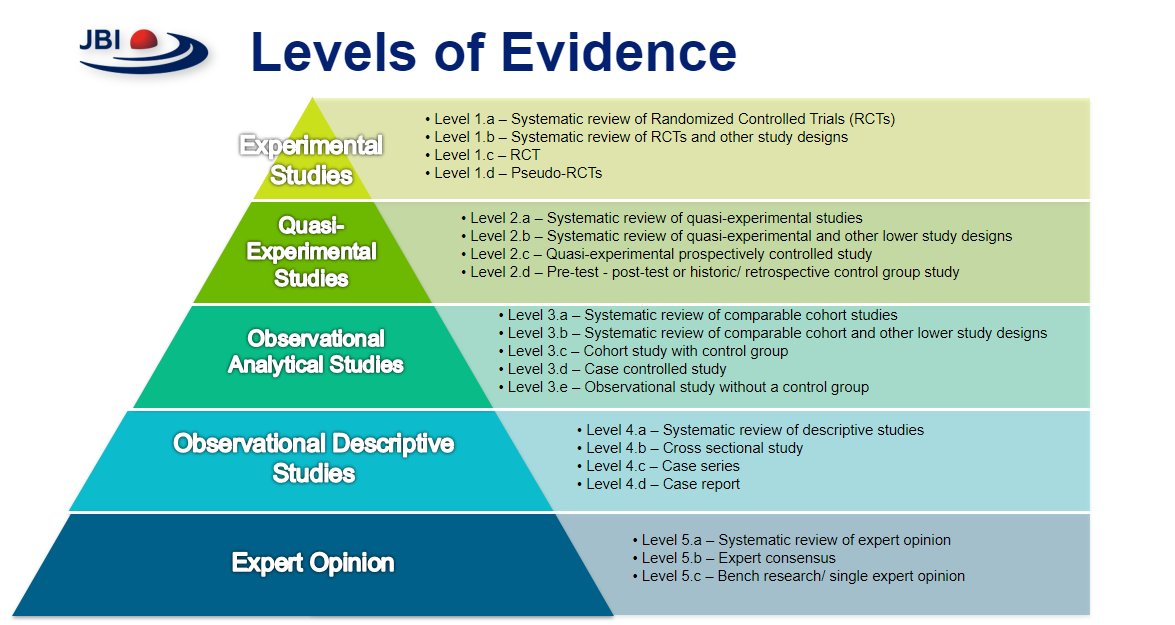 JBI
Levels of Evidence
Experimental
Studies
• Level 1.a – Systematic review of Randomized Controlled Trials (RCTs)
• Level 1.b – Systematic review of RCTs and other study designs
• Level 1.c – RCT
• Level 1.d – Pseudo-RCTs
Quasi-
Experimental
Studies
• Level 2.a – Systematic review of quasi-experimental studies
• Level 2.b – Systematic review of quasi-experimental and other lower study designs
• Level 2.c – Quasi-experimental prospectively controlled study
• Level 2.d – Pre-test - post-test or historic/ retrospective control group study
Observational
Analytical Studies
• Level 3.a – Systematic review of comparable cohort studies
• Level 3.b – Systematic review of comparable cohort and other lower study designs
• Level 3.c – Cohort study with control group
• Level 3.d – Case controlled study
• Level 3.e – Observational study without a control group
Observational Descriptive
Studies
• Level 4.a – Systematic review of descriptive studies
• Level 4.b – Cross sectional study
• Level 4.c – Case series
• Level 4.d – Case report
Expert Opinion
• Level 5.a – Systematic review of expert opinion
• Level 5.b – Expert consensus
• Level 5.c – Bench research/ single expert opinion